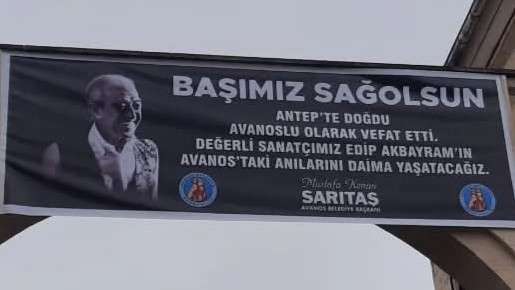 BAŞIMIZ SAĞOLSUN
ANTEP'TE DOĞDU
AVANOSLU OLARAK VEFAT ETTİ.
DEĞERLİ SANATÇIMIZ EDİP AKBAYRAM'IN
AVANOS'TAKİ ANILARINI DAİMA YAŞATACAĞIZ.
Mustafa Kenan
SARITAŞ
AVANOS BELEDİYE BAŞKANI